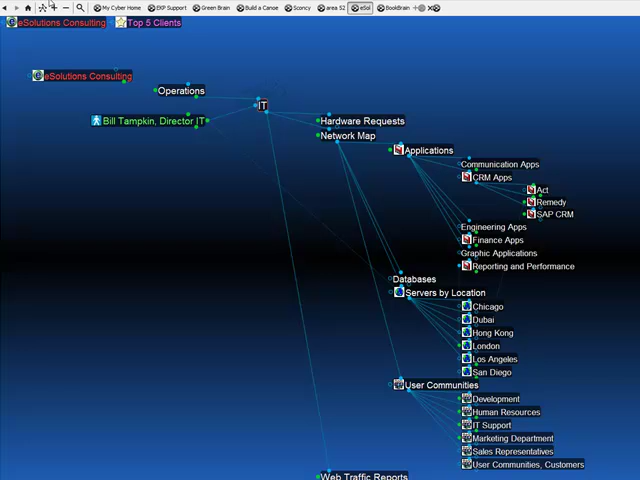 My Cyber Home EKP Support Green Brain Build a Canoe Sconcy area 52 eSol BookBrain
eSolutions Consulting Top 5 Clients
eSolutions Consulting
Operations
IT
Bill Tampkin, Director IT
Hardware Requests
Network Map
Applications
Communication Apps
CRM Apps
Act
Remedy
SAP CRM
Engineering Apps
Finance Apps
Graphic Applications
Reporting and Performance
Databases
Servers by Location
Chicago
Dubai
Hong Kong
London
Los Angeles
San Diego
User Communities
Development
Human Resources
IT Support
Marketing Department
Sales Representatives
User Communities, Customers
Web Traffic Reports